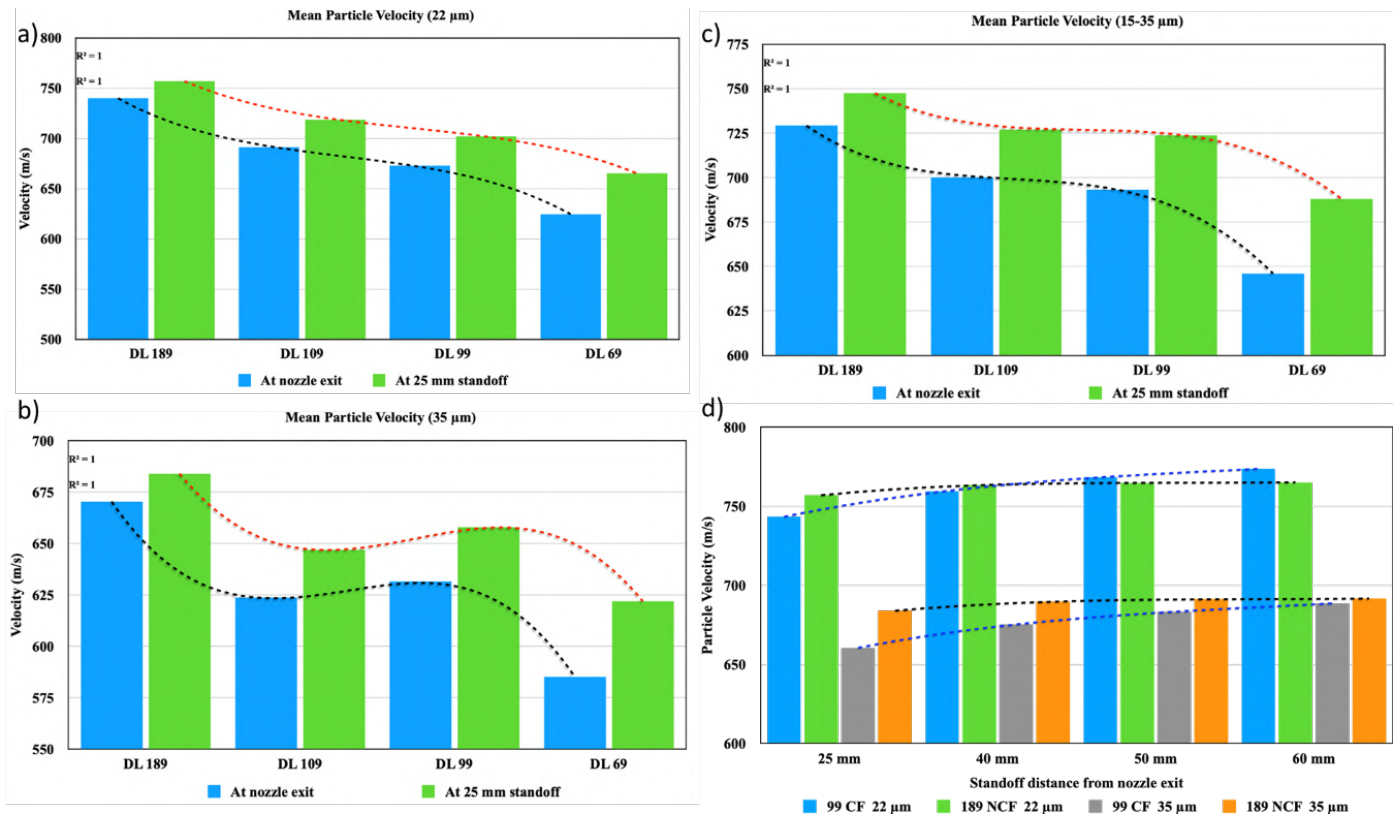 a)
Mean Particle Velocity (22 µm)
800
750
700
650
600
550
500
Velocity (m/s)
R² = 1
R² = 1
DL 189 DL 109 DL 99 DL 69
At nozzle exit At 25 mm standoff
b)
Mean Particle Velocity (35 µm)
700
675
650
625
600
575
550
Velocity (m/s)
R² = 1
R² = 1
DL 189 DL 109 DL 99 DL 69
At nozzle exit At 25 mm standoff
c)
Mean Particle Velocity (15-35 µm)
775
750
725
700
675
650
625
600
Velocity (m/s)
R² = 1
R² = 1
DL 189 DL 109 DL 99 DL 69
At nozzle exit At 25 mm standoff
d)
800
750
700
650
600
Particle Velocity (m/s)
25 mm 40 mm 50 mm 60 mm
Standoff distance from nozzle exit
99 CF 22 µm 189 NCF 22 µm 99 CF 35 µm 189 NCF 35 µm